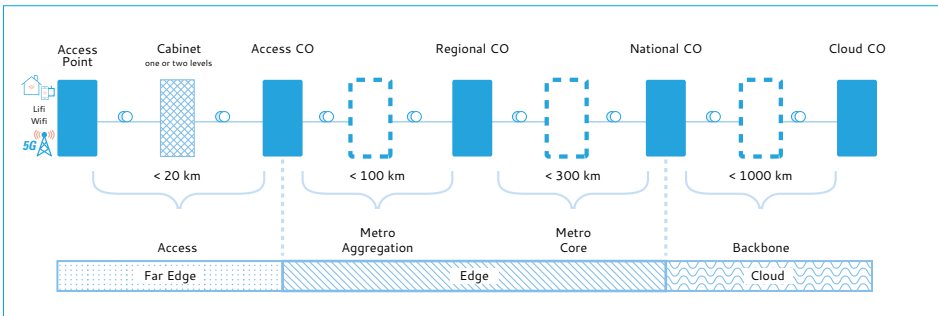 Access
Point
Cabinet
one or two levels
Access CO
Regional CO
National CO
Cloud CO
Lifi
Wifi
5G
< 20 km
< 100 km
< 300 km
< 1000 km
Access
Metro
Aggregation
Metro
Core
Backbone
Far Edge
Edge
Cloud